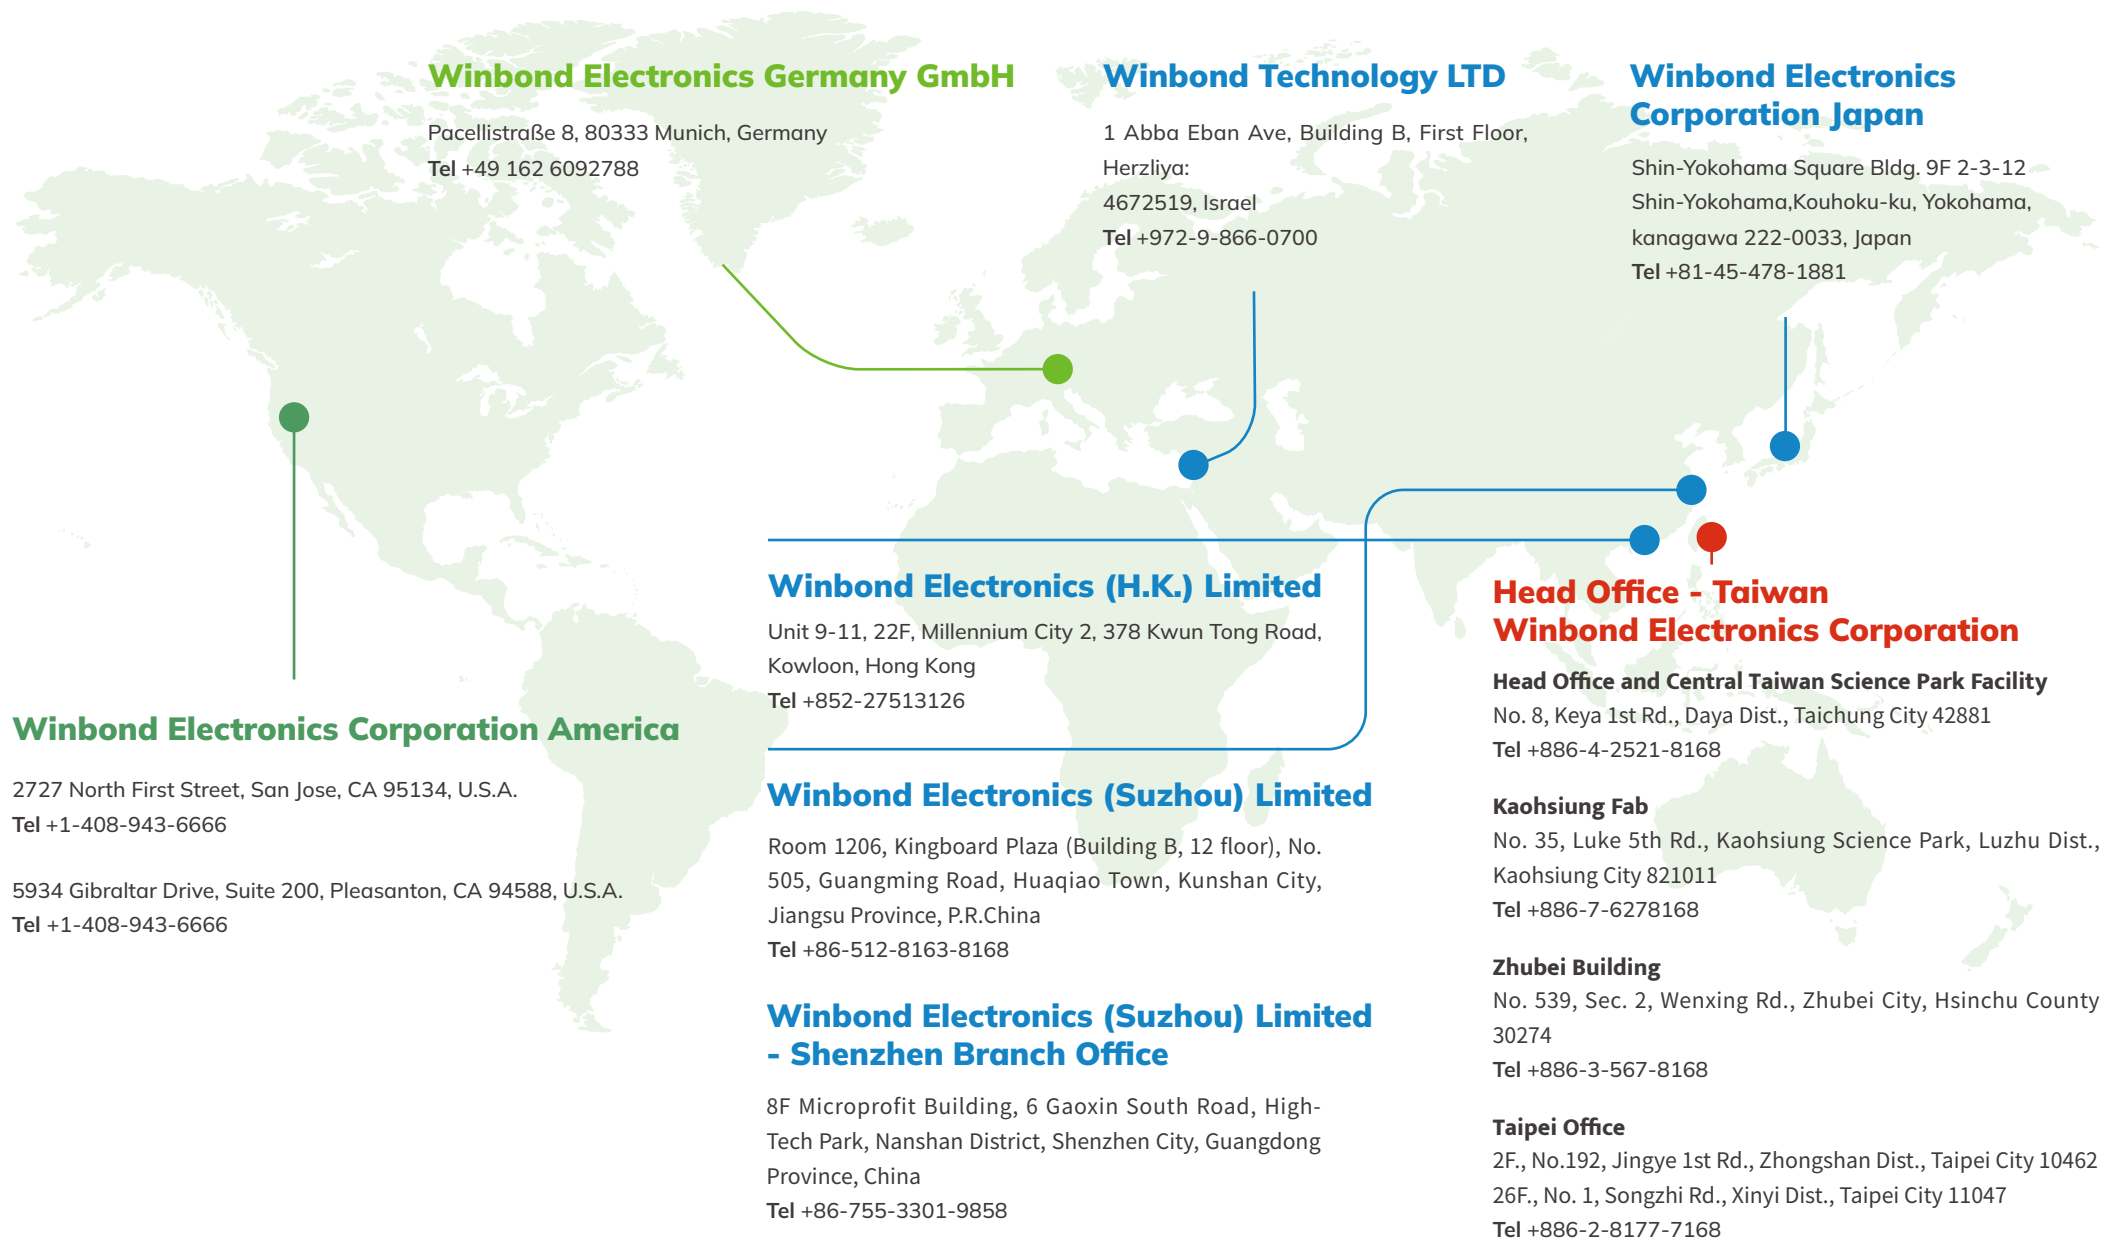 Winbond Electronics Germany GmbH
Pacellistraße 8, 80333 Munich, Germany
Tel +49 162 6092788
Winbond Technology LTD
1 Abba Eban Ave, Building B, First Floor,
Herzliya:
4672519, Israel
Tel +972-9-866-0700
Winbond Electronics
Corporation Japan
Shin-Yokohama Square Bldg. 9F 2-3-12
Shin-Yokohama,Kouhoku-ku, Yokohama,
kanagawa 222-0033, Japan
Tel +81-45-478-1881
Winbond Electronics Corporation America
2727 North First Street, San Jose, CA 95134, U.S.A.
Tel +1-408-943-6666
5934 Gibraltar Drive, Suite 200, Pleasanton, CA 94588, U.S.A.
Tel +1-408-943-6666
Winbond Electronics (H.K.) Limited
Unit 9-11, 22F, Millennium City 2, 378 Kwun Tong Road,
Kowloon, Hong Kong
Tel +852-27513126
Winbond Electronics (Suzhou) Limited
Room 1206, Kingboard Plaza (Building B, 12 floor), No.
505, Guangming Road, Huaqiao Town, Kunshan City,
Jiangsu Province, P.R.China
Tel +86-512-8163-8168
Winbond Electronics (Suzhou) Limited
- Shenzhen Branch Office
8F Microprofit Building, 6 Gaoxin South Road, High-
Tech Park, Nanshan District, Shenzhen City, Guangdong
Province, China
Tel +86-755-3301-9858
Head Office - Taiwan
Winbond Electronics Corporation
Head Office and Central Taiwan Science Park Facility
No. 8, Keya 1st Rd., Daya Dist., Taichung City 42881
Tel +886-4-2521-8168
Kaohsiung Fab
No. 35, Luke 5th Rd., Kaohsiung Science Park, Luzhu Dist.,
Kaohsiung City 821011
Tel +886-7-6278168
Zhubei Building
No. 539, Sec. 2, Wenxing Rd., Zhubei City, Hsinchu County
30274
Tel +886-3-567-8168
Taipei Office
2F., No.192, Jingye 1st Rd., Zhongshan Dist., Taipei City 10462
26F., No. 1, Songzhi Rd., Xinyi Dist., Taipei City 11047
Tel +886-2-8177-7168